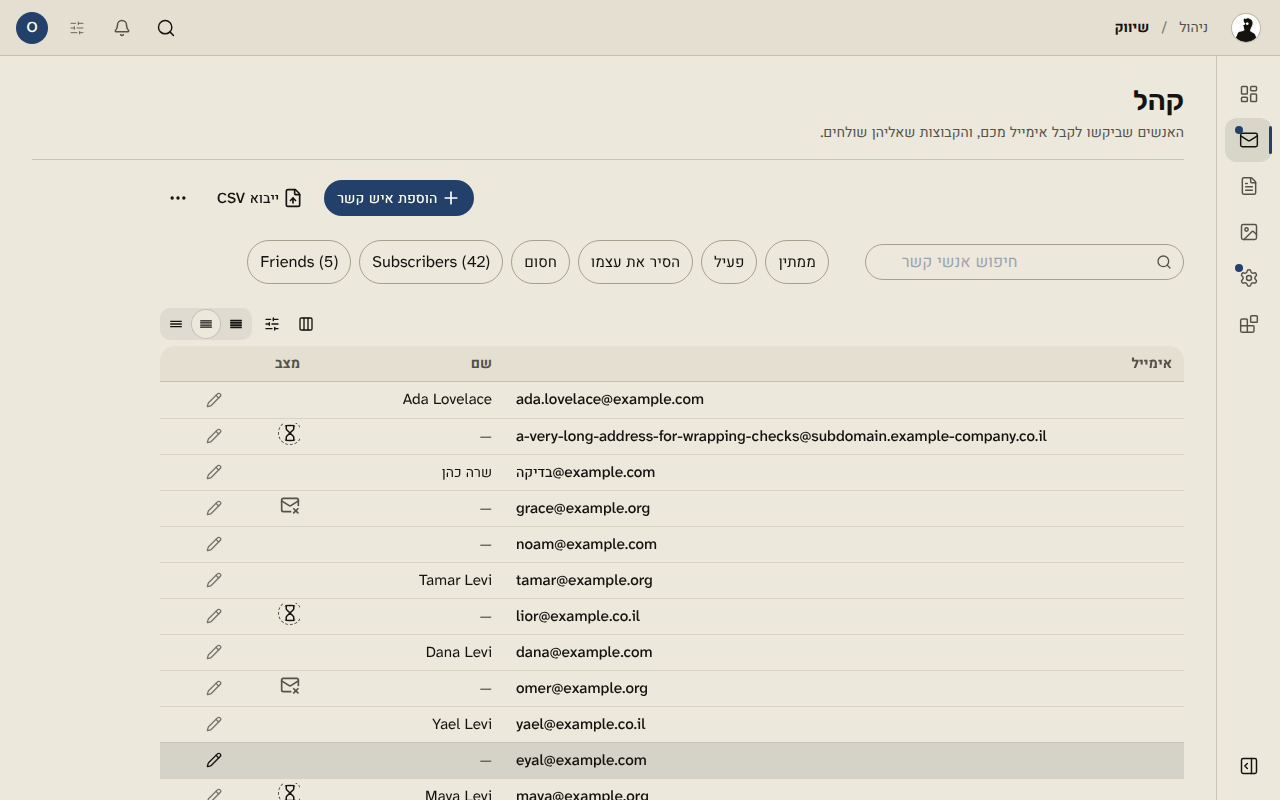 ניהול / שיווק
O
קהל
האנשים שביקשו לקבל אימייל מכם, והקבוצות שאליהן שולחים.
הוספת איש קשר
ייבוא CSV
חיפוש אנשי קשר
ממתין
פעיל
הסיר את עצמו
חסום
Subscribers (42)
Friends (5)
אימייל שם מצב
ada.lovelace@example.com Ada Lovelace
a-very-long-address-for-wrapping-checks@subdomain.example-company.co.il —
בדיקה@example.com שרה כהן
grace@example.org —
noam@example.com —
tamar@example.org Tamar Levi
lior@example.co.il —
dana@example.com Dana Levi
omer@example.org —
yael@example.co.il Yael Levi
eyal@example.com —
maya@example.org Maya Levi